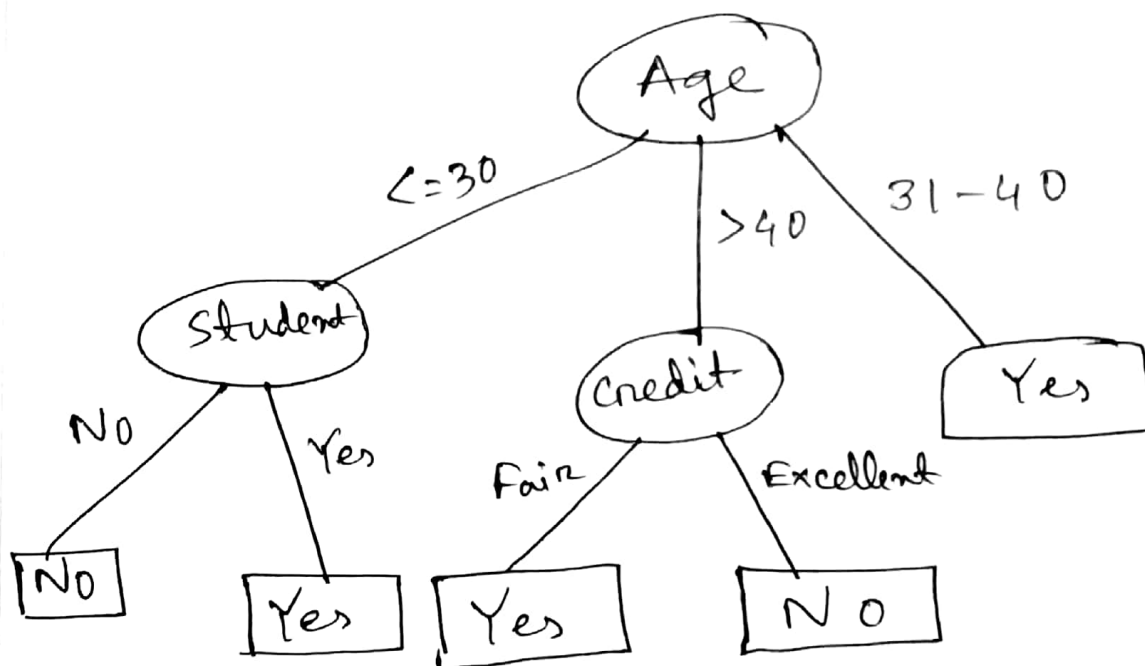 Age
<=30
>40
31-40
Student
Credit
Yes
No
Yes
Fair
Excellent
No
Yes
Yes
No